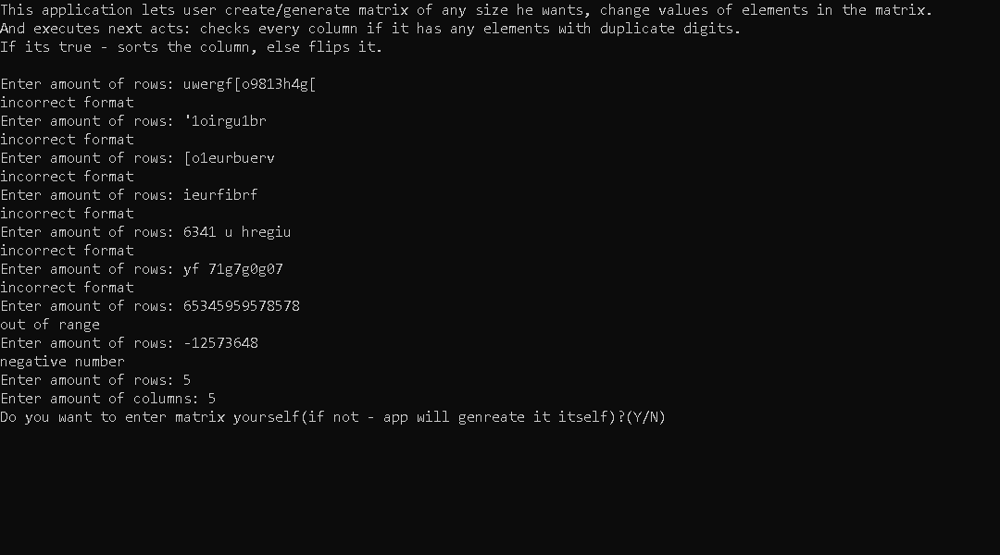 This application lets user create/generate matrix of any size he wants, change values of elements in the matrix.
And executes next acts: checks every column if it has any elements with duplicate digits.
If its true - sorts the column, else flips it.
Enter amount of rows: uwergf[o9813h4g[
incorrect format
Enter amount of rows: '1oirgu1br
incorrect format
Enter amount of rows: [o1eurbuerv
incorrect format
Enter amount of rows: ieurfibrf
incorrect format
Enter amount of rows: 6341 u hregiu
incorrect format
Enter amount of rows: yf 71g7g0g07
incorrect format
Enter amount of rows: 65345959578578
out of range
Enter amount of rows: -12573648
negative number
Enter amount of rows: 5
Enter amount of columns: 5
Do you want to enter matrix yourself(if not - app will genreate it itself)?(Y/N)